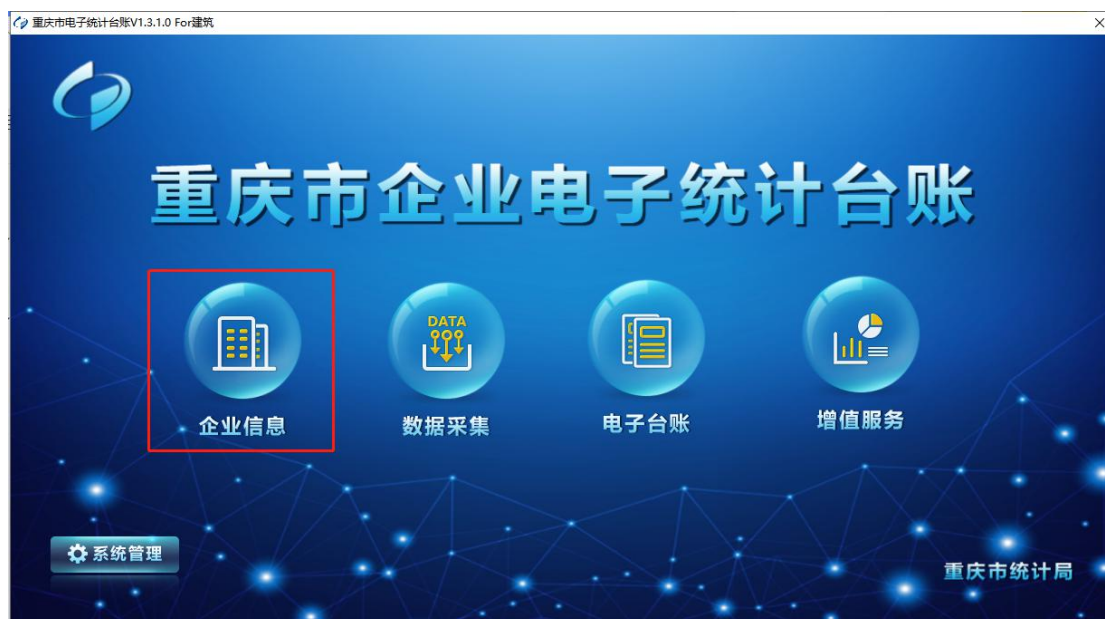 重庆市电子统计台账V1.3.1.0 For建筑
重庆市企业电子统计台账
DATA
企业信息
数据采集
电子台账
增值服务
系统管理
重庆市统计局